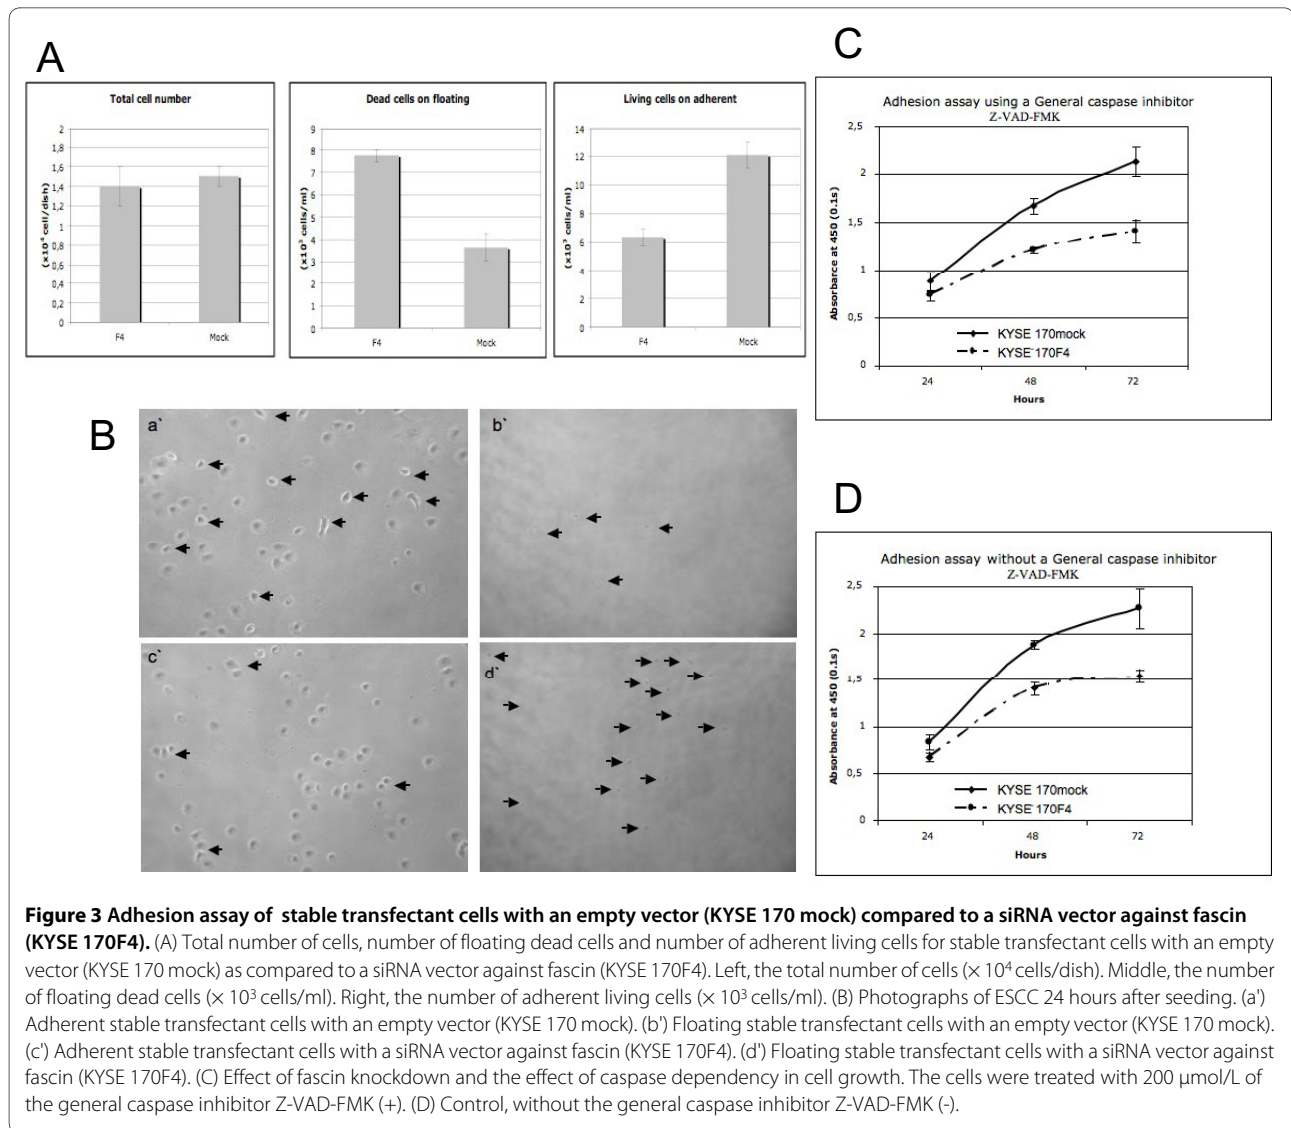 A
Total cell number
(x10⁴ cell/dish)
2
1,8
1,6
1,4
1,2
1
0,8
0,6
0,4
0,2
0
F4 Mock
Dead cells on floating
(x10³ cells/ml)
9
8
7
6
5
4
3
2
1
0
F4 Mock
Living cells on adherent
(x10³ cells/ml)
14
12
10
8
6
4
2
0
F4 Mock
B
a`
b`
c`
d`
C
Adhesion assay using a General caspase inhibitor
Z-VAD-FMK
Absorbarce at 450 (0.1s)
2,5
2
1,5
1
0,5
0
KYSE 170mock
KYSE 170F4
24 48 72
Hours
D
Adhesion assay without a General caspase inhibitor
Z-VAD-FMK
Absorbance at 450 (0.1s)
2,5
2
1,5
1
0,5
0
KYSE 170mock
KYSE 170F4
24 48 72
Hours
Figure 3 Adhesion assay of stable transfectant cells with an empty vector (KYSE 170 mock) compared to a siRNA vector against fascin
(KYSE 170F4). (A) Total number of cells, number of floating dead cells and number of adherent living cells for stable transfectant cells with an empty
vector (KYSE 170 mock) as compared to a siRNA vector against fascin (KYSE 170F4). Left, the total number of cells (× 10⁴ cells/dish). Middle, the number
of floating dead cells (× 10³ cells/ml). Right, the number of adherent living cells (× 10³ cells/ml). (B) Photographs of ESCC 24 hours after seeding. (a')
Adherent stable transfectant cells with an empty vector (KYSE 170 mock). (b') Floating stable transfectant cells with an empty vector (KYSE 170 mock).
(c') Adherent stable transfectant cells with a siRNA vector against fascin (KYSE 170F4). (d') Floating stable transfectant cells with a siRNA vector against
fascin (KYSE 170F4). (C) Effect of fascin knockdown and the effect of caspase dependency in cell growth. The cells were treated with 200 μmol/L of
the general caspase inhibitor Z-VAD-FMK (+). (D) Control, without the general caspase inhibitor Z-VAD-FMK (-).